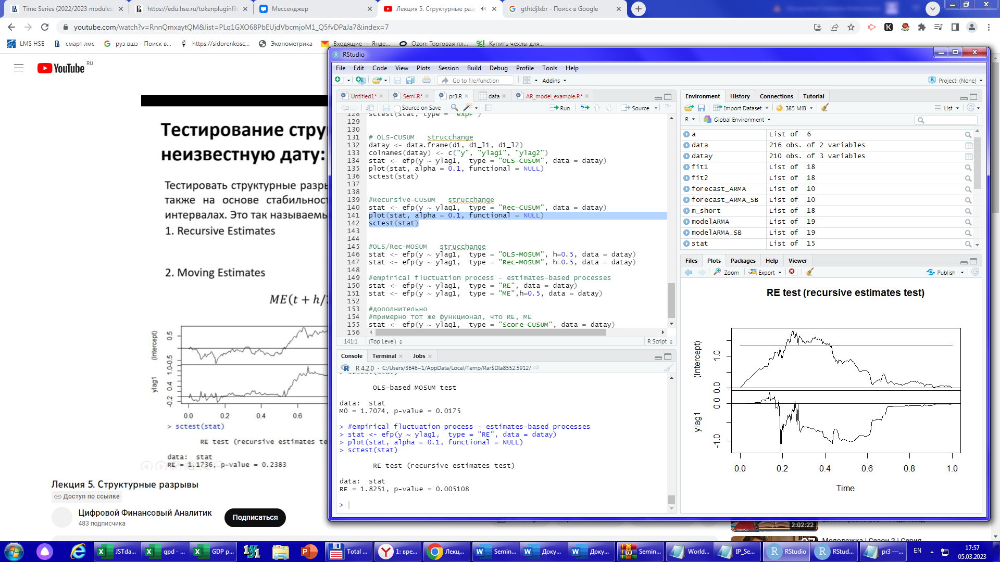 Time Series (2022/2023 modules
https://edu.hse.ru/tokenpluginfile
Мессенджер
Лекция 5. Структурные разр
gthtdjlxbr - Поиск в Google
youtube.com/watch?v=RnnQmxaytQM&list=PLq1GXO68PbEUjdVbcmjoM1_Q5fvDPaJa7&index=7
LMS HSE
смарт лмс
руз вшэ - Поиск в...
https://sidorenkosc...
Эконометрика
Входящие — Янде...
Ozon: Торговая пл...
Купить чехлы для...
YouTube RU
Тестирование стру
неизвестную дату:
Тестировать структурные разры
также на основе стабильност
интервалах. Это так называемы
1. Recursive Estimates
2. Moving Estimates
ME(t + h/
(Intercept)
-0.5 0.5
ylag1
-0.2 0.4 1.0
0.0 0.2 0.4 0.6
> sctest(stat)
RE test (recursive estimates te
data: stat
RE = 1.1736, p-value = 0.2383
Лекция 5. Структурные разрывы
Доступ по ссылке
Цифровой Финансовый Аналитик
483 подписчика
Подписаться
RStudio
File Edit Code View Plots Session Build Debug Profile Tools Help
Go to file/function
Addins
Project: (None)
Untitled1*
Semi.R*
pr3.R
data
AR_model_example.R*
Source on Save
Run
Source
128 sctest(stat, type = "expF")
129
130
131 # OLS-CUSUM   strucchange
132 datay <- data.frame(d1, d1_l1, d1_l2)
133 colnames(datay) <- c("y", "ylag1", "ylag2")
134 stat <- efp(y ~ ylag1,  type = "OLS-CUSUM", data = datay)
135 plot(stat, alpha = 0.1, functional = NULL)
136 sctest(stat)
137
138
139 #Recursive-CUSUM   strucchange
140 stat <- efp(y ~ ylag1,  type = "Rec-CUSUM", data = datay)
141 plot(stat, alpha = 0.1, functional = NULL)
142 sctest(stat)
143
144
145 #OLS/Rec-MOSUM   strucchange
146 stat <- efp(y ~ ylag1,  type = "OLS-MOSUM", h=0.5, data = datay)
147 stat <- efp(y ~ ylag1,  type = "Rec-MOSUM", h=0.5, data = datay)
148
149 #empirical fluctuation process - estimates-based processes
150 stat <- efp(y ~ ylag1,  type = "RE", data = datay)
151 stat <- efp(y ~ ylag1,  type = "ME",h=0.5, data = datay)
152
153 #дополнительно
154 #примерно тот же функционал, что RE, ME
155 stat <- efp(y ~ ylag1,  type = "Score-CUSUM", data = datay)
156
141:1 (Top Level) R Script
Console Terminal Jobs
R 4.2.0 · C:/Users/3E46~1/AppData/Local/Temp/Rar$DIa8552.5912/
> sctest(stat)
OLS-based MOSUM test
data:  stat
M0 = 1.7074, p-value = 0.0175
> #empirical fluctuation process - estimates-based processes
> stat <- efp(y ~ ylag1,  type = "RE", data = datay)
> plot(stat, alpha = 0.1, functional = NULL)
> sctest(stat)
RE test (recursive estimates test)
data:  stat
RE = 1.8251, p-value = 0.005108
>
Environment History Connections Tutorial
Import Dataset
385 MiB
List
R
Global Environment
a List of  6
data 216 obs. of 2 variables
datay 210 obs. of 3 variables
fit1 List of  18
fit2 List of  18
forecast_ARMA List of  10
forecast_ARMA_SB List of  10
m_short List of  18
modelARMA List of  19
modelARMA_SB List of  19
stat List of  15
Files Plots Packages Help Viewer
Zoom
Export
Publish
RE test (recursive estimates test)
(Intercept)
0.0 1.0
ylag1
-1.0 0.0
0.0 0.2 0.4 0.6 0.8 1.0
Time
2:02:22
Молодежка | Сезон 2 | Серия
JSTda...
gpd - ...
GDP p...
Total ...
1: вре...
Лекц...
Semin...
Доку...
Доку...
Semin...
World...
IP_Se...
RStudio
RStud...
pr3 —...
EN
17:57
05.03.2023